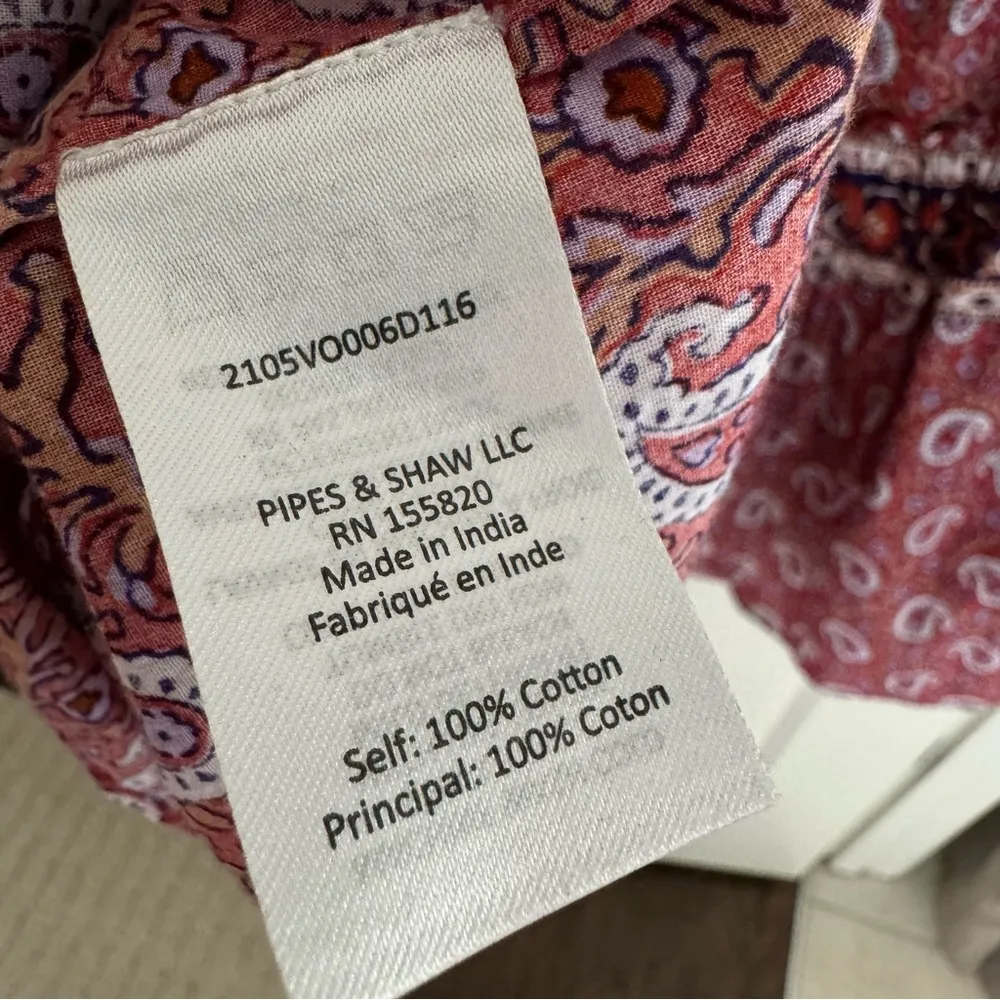 2105VO006D116
PIPES & SHAW LLC
RN 155820
Made in India
Fabriqué en Inde
Self: 100% Cotton
Principal: 100% Coton